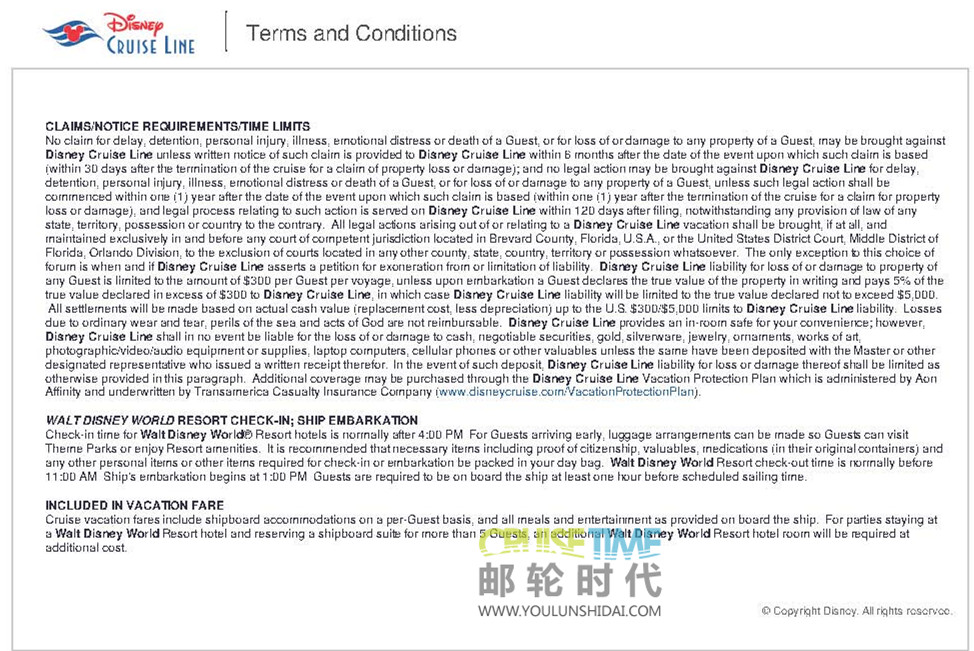 Disney
Cruise Line
Terms and Conditions
CLAIMS/NOTICE REQUIREMENTS/TIME LIMITS
No claim for delay, detention, personal injury, illness, emotional distress or death of a Guest, or for loss of or damage to any property of a Guest, may be brought against
Disney Cruise Line unless written notice of such claim is provided to Disney Cruise Line within 6 months after the date of the event upon which such claim is based
(within 30 days after the termination of the cruise for a claim of property loss or damage); and no legal action may be brought against Disney Cruise Line for delay,
detention, personal injury, illness, emotional distress or death of a Guest, or for loss of or damage to any property of a Guest, unless such legal action shall be
commenced within one (1) year after the date of the event upon which such claim is based (within one (1) year after the termination of the cruise for a claim for property
loss or damage), and legal process relating to such action is served on Disney Cruise Line within 120 days after filing, notwithstanding any provision of law of any
state, territory, possession or country to the contrary. All legal actions arising out of or relating to a Disney Cruise Line vacation shall be brought, if at all, and
maintained exclusively in and before any court of competent jurisdiction located in Brevard County, Florida, U.S.A., or the United States District Court, Middle District of
Florida, Orlando Division, to the exclusion of courts located in any other county, state, country, territory or possession whatsoever. The only exception to this choice of
forum is when and if Disney Cruise Line asserts a petition for exoneration from or limitation of liability. Disney Cruise Line liability for loss of or damage to property of
any Guest is limited to the amount of $300 per Guest per voyage, unless upon embarkation a Guest declares the true value of the property in writing and pays 5% of the
true value declared in excess of $300 to Disney Cruise Line, in which case Disney Cruise Line liability will be limited to the true value declared not to exceed $5,000.
All settlements will be made based on actual cash value (replacement cost, less depreciation) up to the U.S. $300/$5,000 limits to Disney Cruise Line liability. Losses
due to ordinary wear and tear, perils of the sea and acts of God are not reimbursable. Disney Cruise Line provides an in-room safe for your convenience; however,
Disney Cruise Line shall in no event be liable for the loss of or damage to cash, negotiable securities, gold, silverware, jewelry, ornaments, works of art,
photographic/video/audio equipment or supplies, laptop computers, cellular phones or other valuables unless the same have been deposited with the Master or other
designated representative who issued a written receipt therefor. In the event of such deposit, Disney Cruise Line liability for loss or damage thereof shall be limited as
otherwise provided in this paragraph. Additional coverage may be purchased through the Disney Cruise Line Vacation Protection Plan which is administered by Aon
Affinity and underwritten by Transamerica Casualty Insurance Company (www.disneycruise.com/VacationProtectionPlan).
WALT DISNEY WORLD RESORT CHECK-IN; SHIP EMBARKATION
Check-in time for Walt Disney World® Resort hotels is normally after 4:00 PM For Guests arriving early, luggage arrangements can be made so Guests can visit
Theme Parks or enjoy Resort amenities. It is recommended that necessary items including proof of citizenship, valuables, medications (in their original containers) and
any other personal items or other items required for check-in or embarkation be packed in your day bag. Walt Disney World Resort check-out time is normally before
11:00 AM Ship's embarkation begins at 1:00 PM Guests are required to be on board the ship at least one hour before scheduled sailing time.
INCLUDED IN VACATION FARE
Cruise vacation fares include shipboard accommodations on a per-Guest basis, and all meals and entertainment as provided on board the ship. For parties staying at
a Walt Disney World Resort hotel and reserving a shipboard suite for more than 5 Guests, an additional Walt Disney World Resort hotel room will be required at
additional cost.
CRUISETIME
邮轮时代
WWW.YOULUNSHIDAI.COM
© Copyright Disney. All rights reserved.